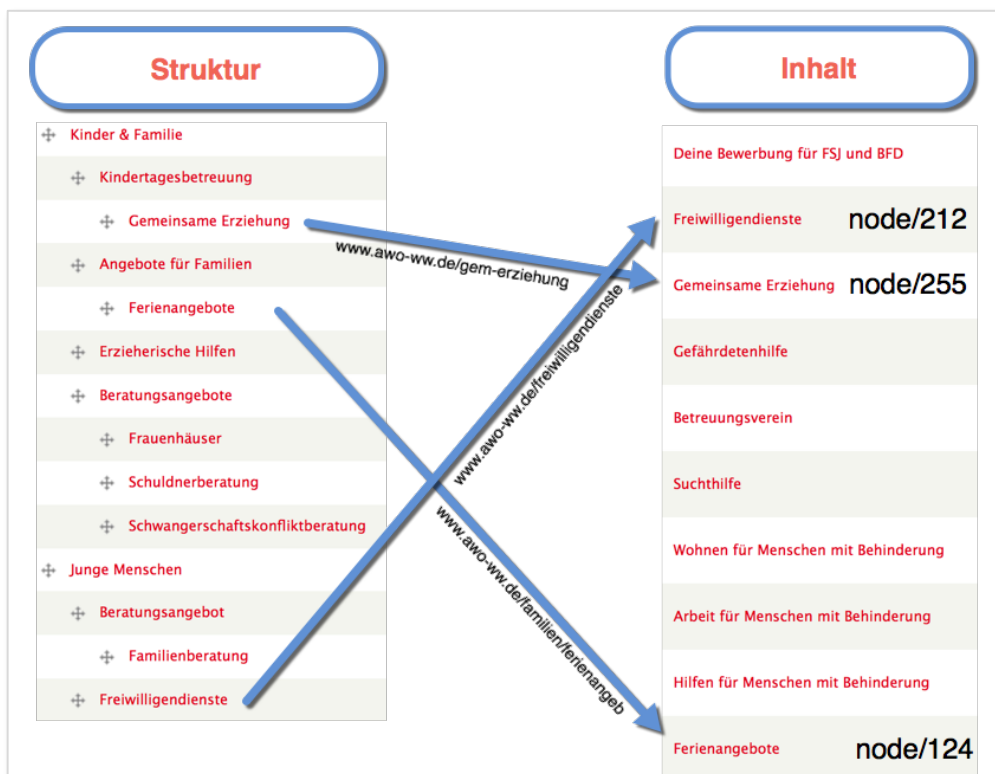 Struktur
Kinder & Familie
Kindertagesbetreuung
Gemeinsame Erziehung
Angebote für Familien
Ferienangebote
Erzieherische Hilfen
Beratungsangebote
Frauenhäuser
Schuldnerberatung
Schwangerschaftskonfliktberatung
Junge Menschen
Beratungsangebot
Familienberatung
Freiwilligendienste
www.awo-ww.de/gem-erziehung
www.awo-ww.de/freiwilligendienste
www.awo-ww.de/familien/ferienangeb
Inhalt
Deine Bewerbung für FSJ und BFD
Freiwilligendienste node/212
Gemeinsame Erziehung node/255
Gefährdetenhilfe
Betreuungsverein
Suchthilfe
Wohnen für Menschen mit Behinderung
Arbeit für Menschen mit Behinderung
Hilfen für Menschen mit Behinderung
Ferienangebote node/124